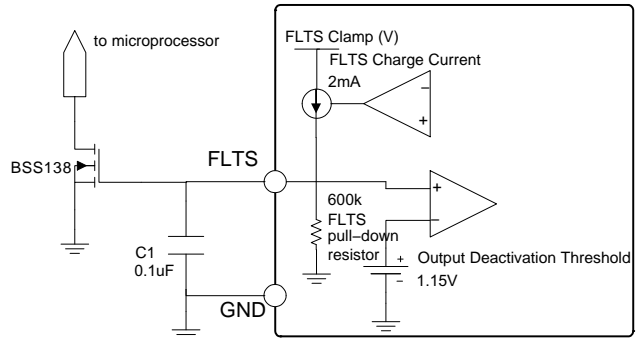 to microprocessor
BSS138
FLTS
C1
0.1uF
GND
FLTS Clamp (V)
FLTS Charge Current
2mA
−
+
600k
FLTS
pull−down
resistor
+
−
+
−
Output Deactivation Threshold
1.15V